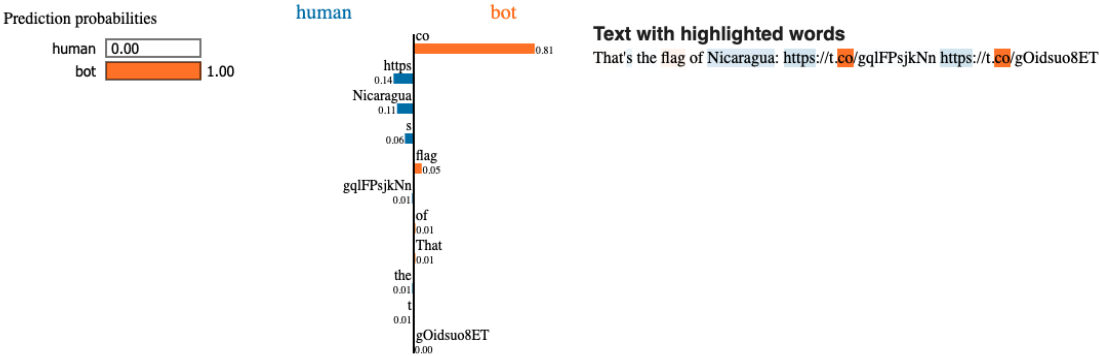 Prediction probabilities
human 0.00
bot 1.00
human bot
co
0.81
https
0.14
Nicaragua
0.11
s
0.06
flag
0.05
gqlFPsjkNn
0.01
of
0.01
That
0.01
the
0.01
t
0.01
gOidsuo8ET
0.00
Text with highlighted words
That's the flag of Nicaragua: https://t.co/gqlFPsjkNn https://t.co/gOidsuo8ET